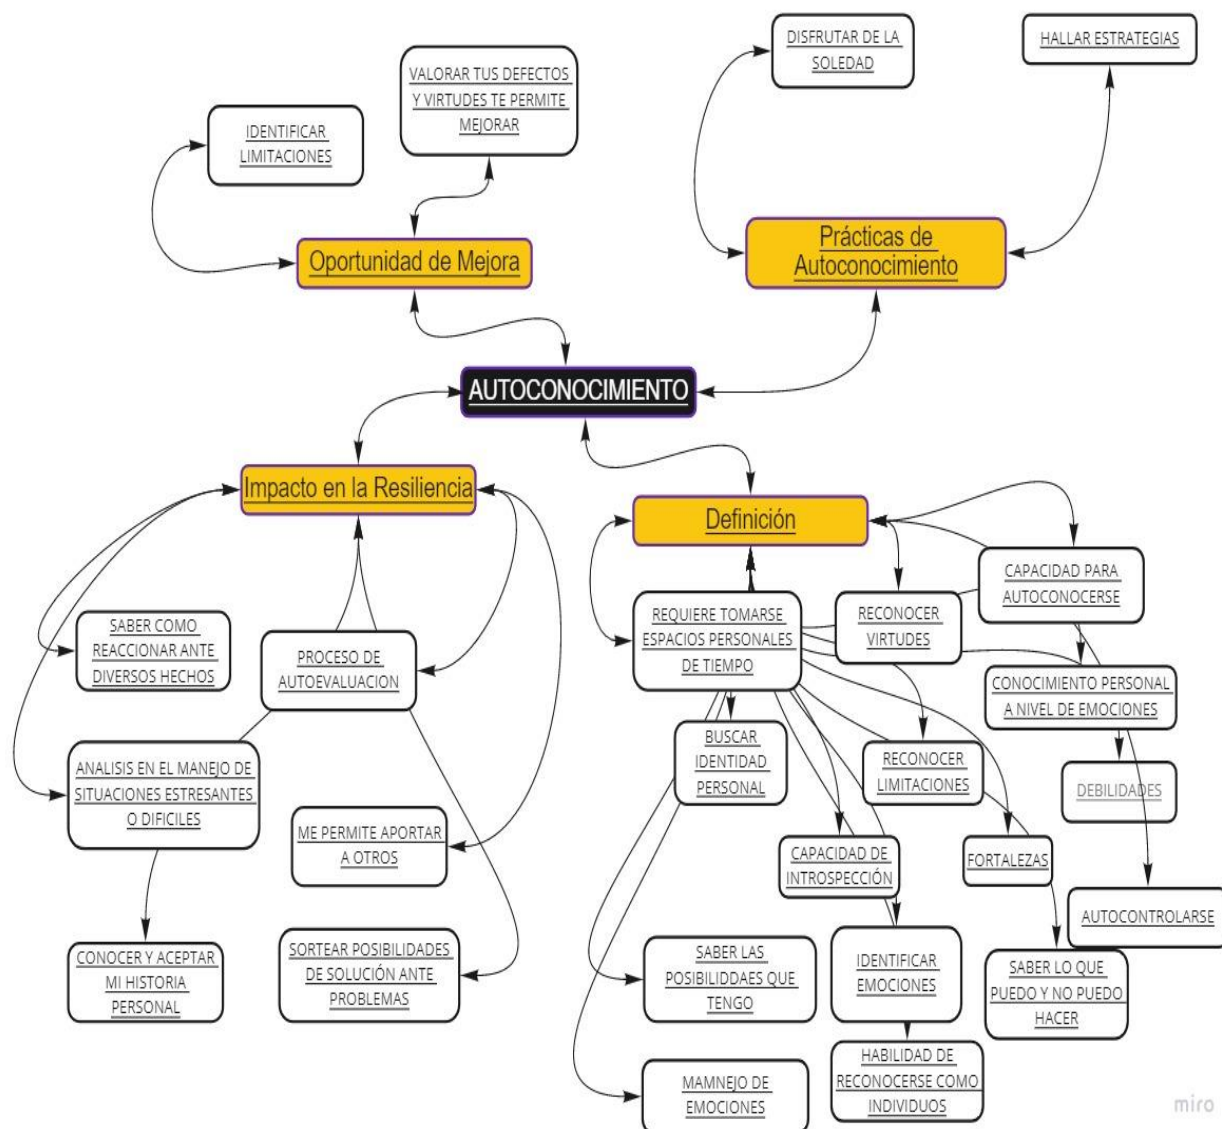 DISFRUTAR DE LA
SOLEDAD
HALLAR ESTRATEGIAS
VALORAR TUS DEFECTOS
Y VIRTUDES TE PERMITE
MEJORAR
IDENTIFICAR
LIMITACIONES
Oportunidad de Mejora
Prácticas de
Autoconocimiento
AUTOCONOCIMIENTO
Impacto en la Resiliencia
Definición
SABER COMO
REACCIONAR ANTE
DIVERSOS HECHOS
PROCESO DE
AUTOEVALUACION
ANALISIS EN EL MANEJO DE
SITUACIONES ESTRESANTES
O DIFICILES
ME PERMITE APORTAR
A OTROS
CONOCER Y ACEPTAR
MI HISTORIA
PERSONAL
SORTEAR POSIBILIDADES
DE SOLUCIÓN ANTE
PROBLEMAS
REQUIERE TOMARSE
ESPACIOS PERSONALES
DE TIEMPO
RECONOCER
VIRTUDES
CAPACIDAD PARA
AUTOCONOCERSE
CONOCIMIENTO PERSONAL
A NIVEL DE EMOCIONES
BUSCAR
IDENTIDAD
PERSONAL
RECONOCER
LIMITACIONES
DEBILIDADES
CAPACIDAD DE
INTROSPECCIÓN
FORTALEZAS
AUTOCONTROLARSE
SABER LAS
POSIBILIDDAES QUE
TENGO
IDENTIFICAR
EMOCIONES
SABER LO QUE
PUEDO Y NO PUEDO
HACER
MAMNEJO DE
EMOCIONES
HABILIDAD DE
RECONOCERSE COMO
INDIVIDUOS
miro